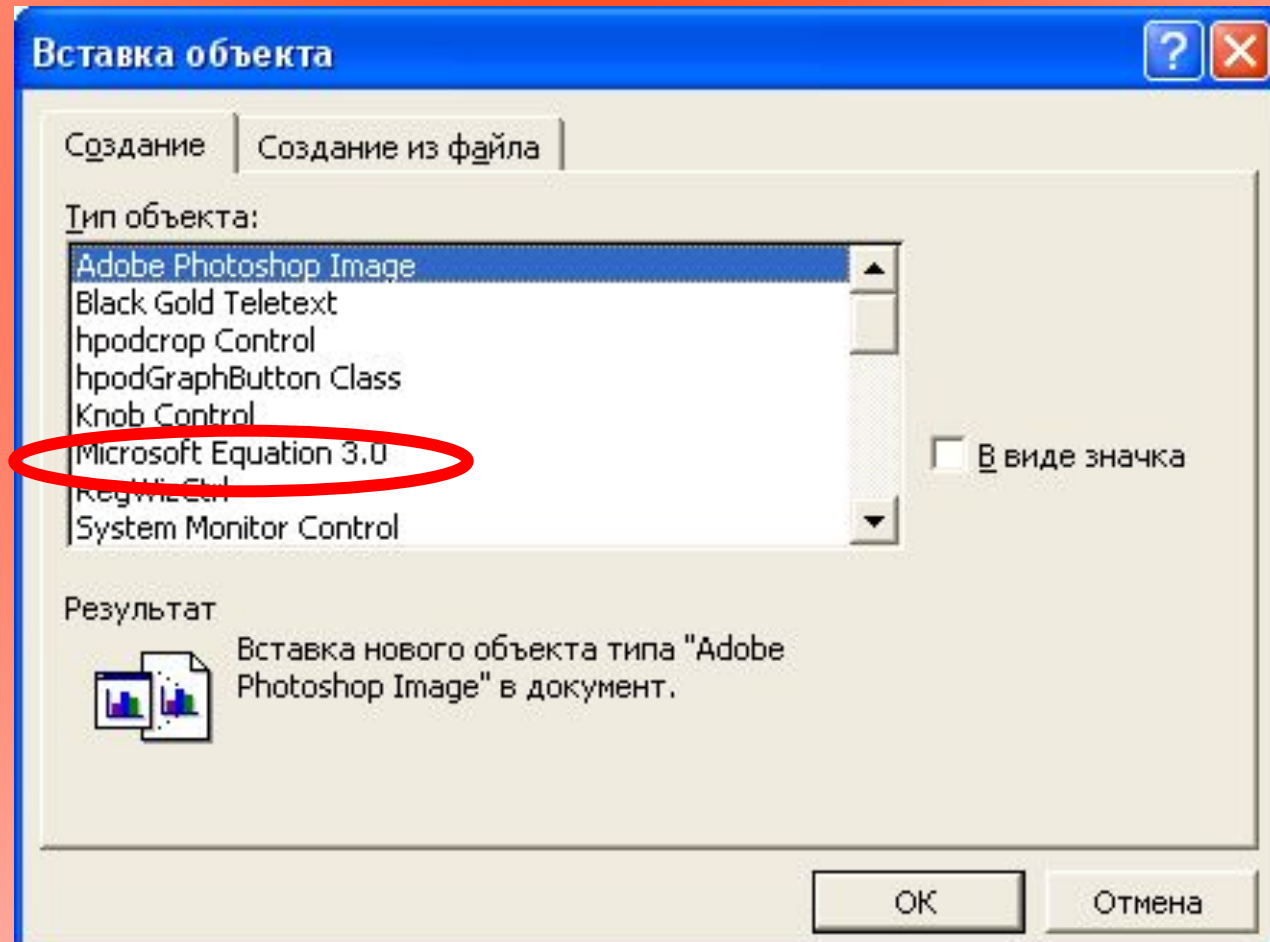 Вставка объекта
Создание
Создание из файла
Тип объекта:
Adobe Photoshop Image
Black Gold Teletext
hpodcrop Control
hpodGraphButton Class
Knob Control
Microsoft Equation 3.0
RegWizCtrl
System Monitor Control
В виде значка
Результат
Вставка нового объекта типа "Adobe
Photoshop Image" в документ.
ОК
Отмена